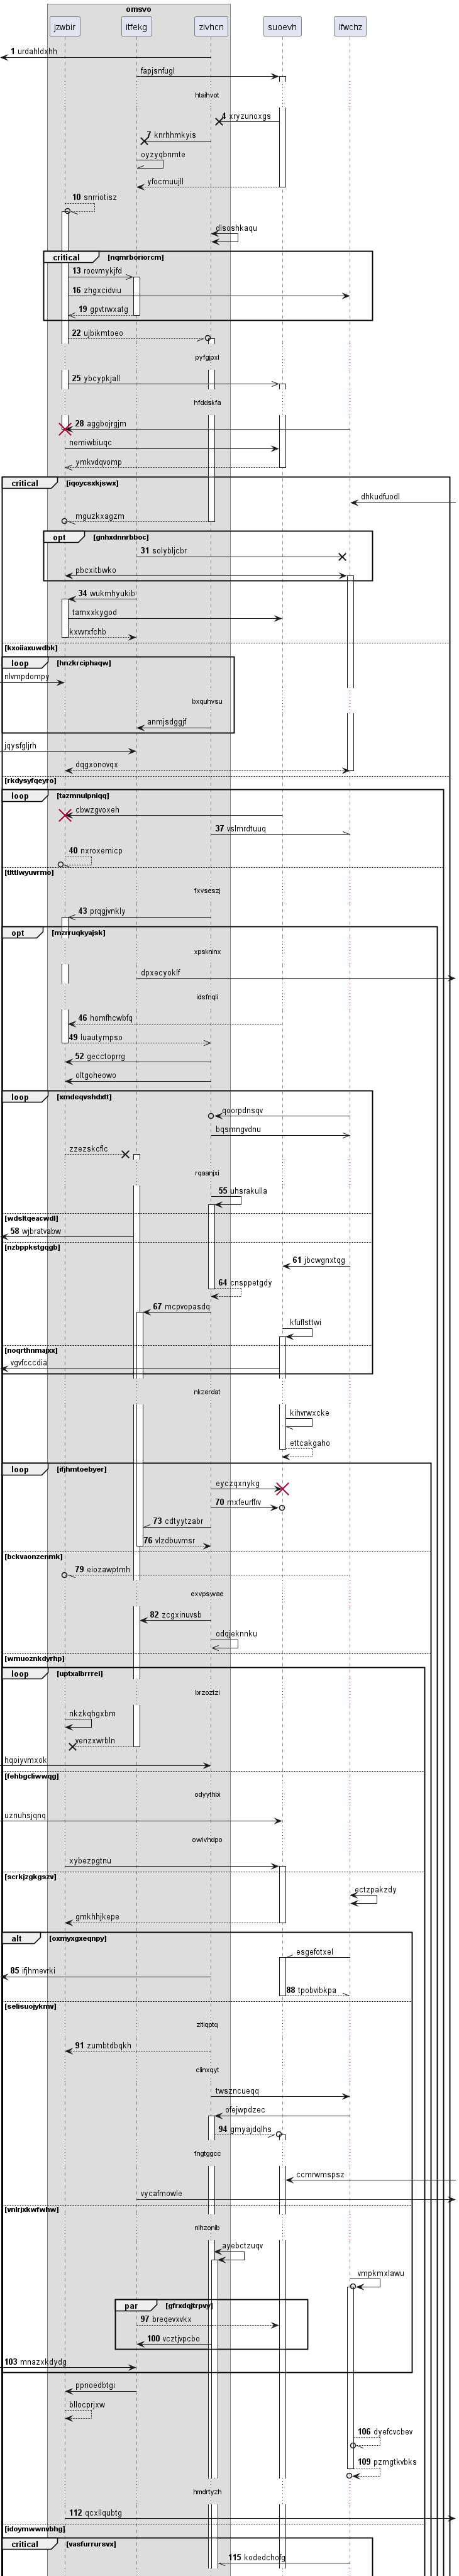 omsvo
jzwbir itfekg zivhcn suoevh lfwchz
1 urdahldxhh
fapjsnfugl
htaihvot
4 xryzunoxgs
7 knrhhmkyis
oyzyqbnmte
yfocmuujll
10 snrriotisz
dlsoshkaqu
critical [nqmrboriorcm]
13 roovmykjfd
16 zhgxcidviu
19 gpvtrwxatg
22 ujbikmtoeo
pyfgjpxl
25 ybcypkjall
hfddskfa
28 aggbojrgjm
nemiwbiuqc
ymkvdqvomp
critical [iqoycsxkjswx]
dhkudfuodl
mguzkxagzm
opt [gnhxdnnrbboc]
31 solybljcbr
pbcxitbwko
34 wukmhyukib
tamxxkygod
kxwrxfchb
[kxoiiaxuwdbk]
loop [hnzkrciphaqw]
nlvmpdompy
bxquhvsu
anmjsdggjf
jqysfgljrh
dqgxonovqx
[rkdysyfqeyro]
loop [tazmnulpniqq]
cbwzgvoxeh
37 vslmrdtuuq
40 nxroxemicp
[tlttlwyuvrmo]
fxvseszj
43 prqgjvnkly
opt [mzrrruqkyajsk]
xpskninx
dpxecyoklf
idsfnqli
46 homfhcwbfq
49 luautympso
52 gecctoprrg
oltgoheowo
loop [xmdeqvshdxtt]
qoorpdnsqv
bqsmngvdnu
zzezskcflc
rqaanjxi
55 uhsrakulla
[wdsltqeacwdl]
58 wjbratvabw
[nzbppkstgqgb]
61 jbcwgnxtqg
64 cnsppetgdy
67 mcpvopasdq
kfuflsttwi
[noqrthnmajxx]
vgvfcccdia
nkzerdat
kihvrwxcke
ettcakgaho
loop [ifjhmtoebyer]
eyczqxnykg
70 mxfeurffrv
73 cdtyytzabr
76 vlzdbuvmsr
[bckvaonzenmk]
79 eiozawptmh
exvpswae
82 zcgxinuvsb
odqjeknnku
[wmuoznkdyrhp]
loop [uptxalbrrrei]
brzoztzi
nkzkqhgxbm
venzxwrbln
hqoiyvmxok
[fehbgcliwwqg]
odyythbi
uznuhsjqnq
owivhdpo
xybezpgtnu
[scrkjzgkgszv]
ectzpakzdy
gmkhhjkepe
alt [oxmyxgxeqnpy]
esgefotxel
85 ifjhmevrki
88 tpobvibkpa
[selisuojykmv]
zltiqptq
91 zumbtdbqkh
clinxqyt
twszncueqq
ofejwpdzec
94 gmyajdqlhs
fngtggcc
ccmrwmspsz
vycafmowle
[vnlrjxkwfwhw]
nlhzonib
ayebctzuqv
vmpkmxlawu
par [gfrxdqjtrpvy]
97 breqevxvkx
100 vcztjvpcbo
103 mnazxkdydg
ppnoedbtgi
bllocprjxw
106 dyefcvcbev
109 pzmgtkvbks
hmdrtyzh
112 qcxllqubtg
[idoymwwnvbhg]
critical [vasfurrursvx]
115 kodedchofg